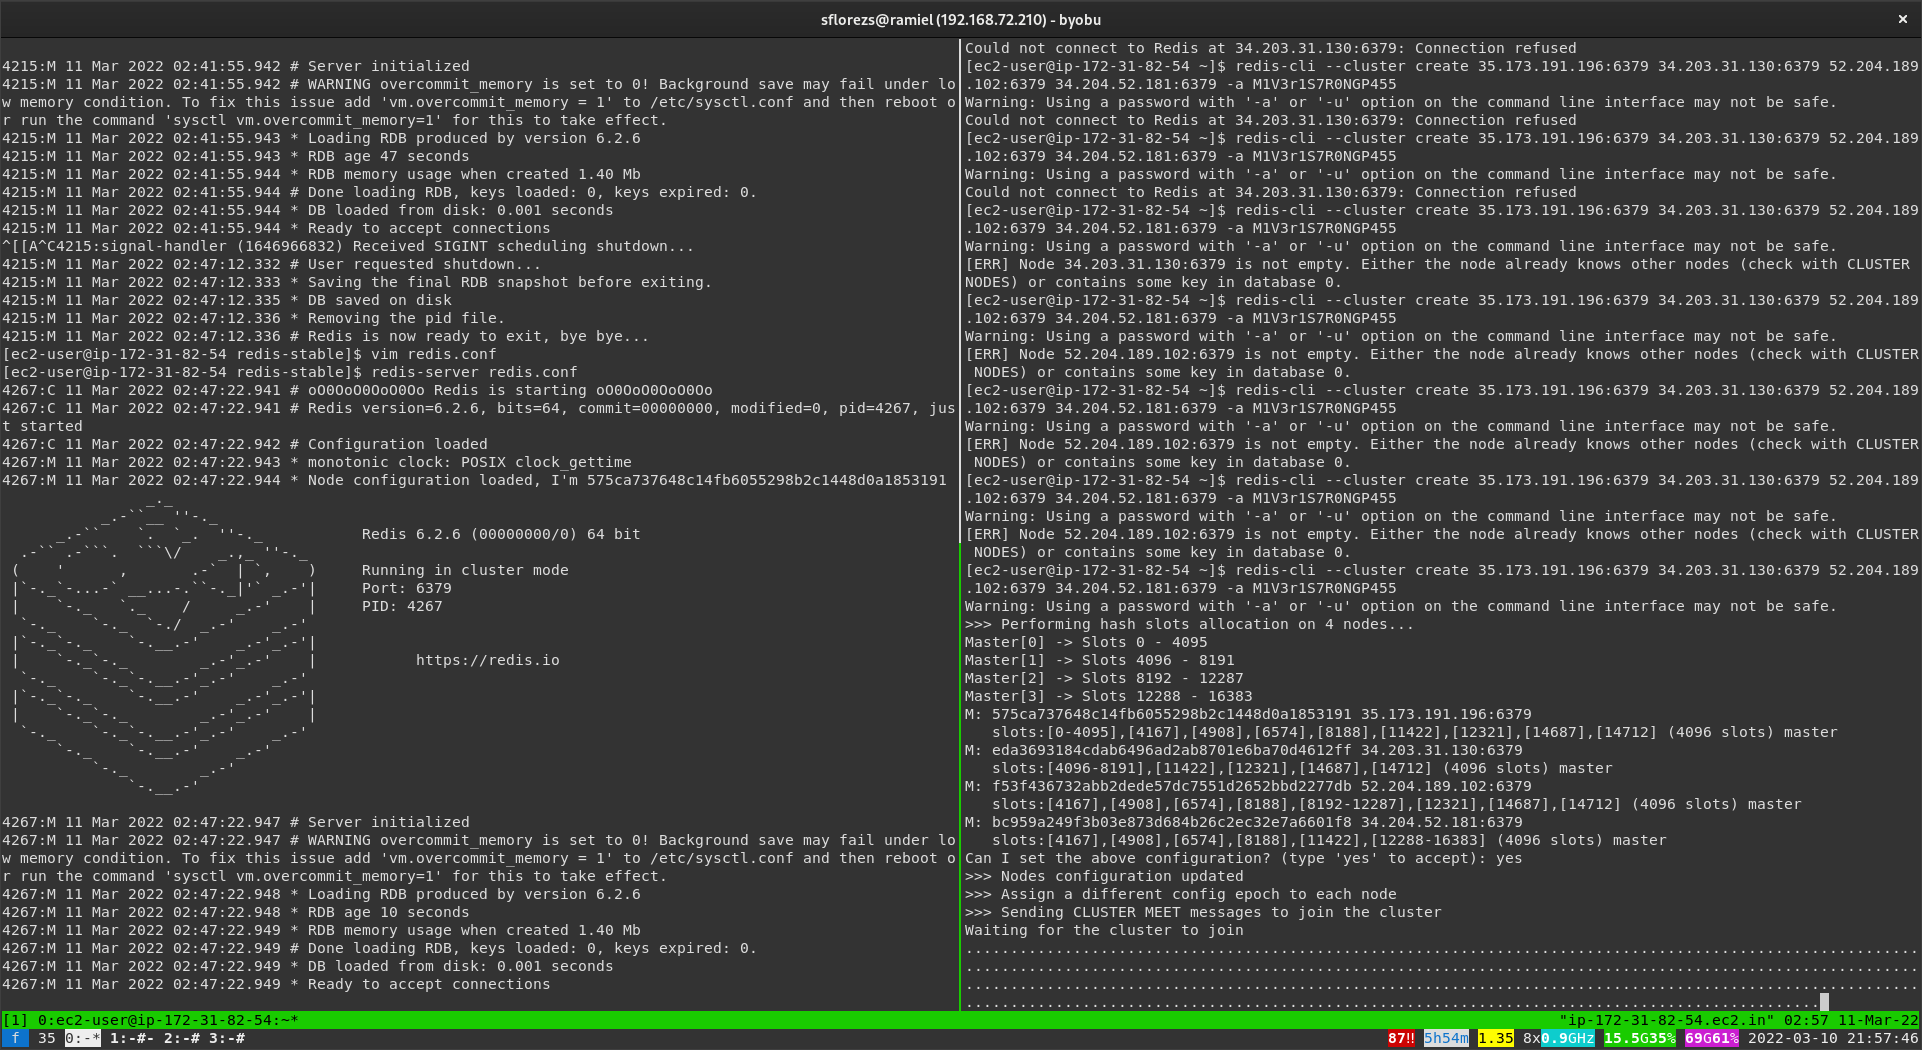 sflorezs@ramiel (192.168.72.210) - byobu
×
4215:M 11 Mar 2022 02:41:55.942 # Server initialized
4215:M 11 Mar 2022 02:41:55.942 # WARNING overcommit_memory is set to 0! Background save may fail under lo
w memory condition. To fix this issue add 'vm.overcommit_memory = 1' to /etc/sysctl.conf and then reboot o
r run the command 'sysctl vm.overcommit_memory=1' for this to take effect.
4215:M 11 Mar 2022 02:41:55.943 * Loading RDB produced by version 6.2.6
4215:M 11 Mar 2022 02:41:55.943 * RDB age 47 seconds
4215:M 11 Mar 2022 02:41:55.944 * RDB memory usage when created 1.40 Mb
4215:M 11 Mar 2022 02:41:55.944 # Done loading RDB, keys loaded: 0, keys expired: 0.
4215:M 11 Mar 2022 02:41:55.944 * DB loaded from disk: 0.001 seconds
4215:M 11 Mar 2022 02:41:55.944 * Ready to accept connections
^[[A^C4215:signal-handler (1646966832) Received SIGINT scheduling shutdown...
4215:M 11 Mar 2022 02:47:12.332 # User requested shutdown...
4215:M 11 Mar 2022 02:47:12.333 * Saving the final RDB snapshot before exiting.
4215:M 11 Mar 2022 02:47:12.335 * DB saved on disk
4215:M 11 Mar 2022 02:47:12.336 * Removing the pid file.
4215:M 11 Mar 2022 02:47:12.336 # Redis is now ready to exit, bye bye...
[ec2-user@ip-172-31-82-54 redis-stable]$ vim redis.conf
[ec2-user@ip-172-31-82-54 redis-stable]$ redis-server redis.conf
4267:C 11 Mar 2022 02:47:22.941 # oO0OoO0OoO0Oo Redis is starting oO0OoO0OoO0Oo
4267:C 11 Mar 2022 02:47:22.941 # Redis version=6.2.6, bits=64, commit=00000000, modified=0, pid=4267, jus
t started
4267:C 11 Mar 2022 02:47:22.942 # Configuration loaded
4267:M 11 Mar 2022 02:47:22.943 * monotonic clock: POSIX clock_gettime
4267:M 11 Mar 2022 02:47:22.944 * Node configuration loaded, I'm 575ca737648c14fb6055298b2c1448d0a1853191
Redis 6.2.6 (00000000/0) 64 bit
Running in cluster mode
Port: 6379
PID: 4267
https://redis.io
4267:M 11 Mar 2022 02:47:22.947 # Server initialized
4267:M 11 Mar 2022 02:47:22.947 # WARNING overcommit_memory is set to 0! Background save may fail under lo
w memory condition. To fix this issue add 'vm.overcommit_memory = 1' to /etc/sysctl.conf and then reboot o
r run the command 'sysctl vm.overcommit_memory=1' for this to take effect.
4267:M 11 Mar 2022 02:47:22.948 * Loading RDB produced by version 6.2.6
4267:M 11 Mar 2022 02:47:22.948 * RDB age 10 seconds
4267:M 11 Mar 2022 02:47:22.949 * RDB memory usage when created 1.40 Mb
4267:M 11 Mar 2022 02:47:22.949 # Done loading RDB, keys loaded: 0, keys expired: 0.
4267:M 11 Mar 2022 02:47:22.949 * DB loaded from disk: 0.001 seconds
4267:M 11 Mar 2022 02:47:22.949 * Ready to accept connections
Could not connect to Redis at 34.203.31.130:6379: Connection refused
[ec2-user@ip-172-31-82-54 ~]$ redis-cli --cluster create 35.173.191.196:6379 34.203.31.130:6379 52.204.189
.102:6379 34.204.52.181:6379 -a M1V3r1S7R0NGP455
Warning: Using a password with '-a' or '-u' option on the command line interface may not be safe.
Could not connect to Redis at 34.203.31.130:6379: Connection refused
[ec2-user@ip-172-31-82-54 ~]$ redis-cli --cluster create 35.173.191.196:6379 34.203.31.130:6379 52.204.189
.102:6379 34.204.52.181:6379 -a M1V3r1S7R0NGP455
Warning: Using a password with '-a' or '-u' option on the command line interface may not be safe.
Could not connect to Redis at 34.203.31.130:6379: Connection refused
[ec2-user@ip-172-31-82-54 ~]$ redis-cli --cluster create 35.173.191.196:6379 34.203.31.130:6379 52.204.189
.102:6379 34.204.52.181:6379 -a M1V3r1S7R0NGP455
Warning: Using a password with '-a' or '-u' option on the command line interface may not be safe.
[ERR] Node 34.203.31.130:6379 is not empty. Either the node already knows other nodes (check with CLUSTER
NODES) or contains some key in database 0.
[ec2-user@ip-172-31-82-54 ~]$ redis-cli --cluster create 35.173.191.196:6379 34.203.31.130:6379 52.204.189
.102:6379 34.204.52.181:6379 -a M1V3r1S7R0NGP455
Warning: Using a password with '-a' or '-u' option on the command line interface may not be safe.
[ERR] Node 52.204.189.102:6379 is not empty. Either the node already knows other nodes (check with CLUSTER
NODES) or contains some key in database 0.
[ec2-user@ip-172-31-82-54 ~]$ redis-cli --cluster create 35.173.191.196:6379 34.203.31.130:6379 52.204.189
.102:6379 34.204.52.181:6379 -a M1V3r1S7R0NGP455
Warning: Using a password with '-a' or '-u' option on the command line interface may not be safe.
[ERR] Node 52.204.189.102:6379 is not empty. Either the node already knows other nodes (check with CLUSTER
NODES) or contains some key in database 0.
[ec2-user@ip-172-31-82-54 ~]$ redis-cli --cluster create 35.173.191.196:6379 34.203.31.130:6379 52.204.189
.102:6379 34.204.52.181:6379 -a M1V3r1S7R0NGP455
Warning: Using a password with '-a' or '-u' option on the command line interface may not be safe.
[ERR] Node 52.204.189.102:6379 is not empty. Either the node already knows other nodes (check with CLUSTER
NODES) or contains some key in database 0.
[ec2-user@ip-172-31-82-54 ~]$ redis-cli --cluster create 35.173.191.196:6379 34.203.31.130:6379 52.204.189
.102:6379 34.204.52.181:6379 -a M1V3r1S7R0NGP455
Warning: Using a password with '-a' or '-u' option on the command line interface may not be safe.
>>> Performing hash slots allocation on 4 nodes...
Master[0] -> Slots 0 - 4095
Master[1] -> Slots 4096 - 8191
Master[2] -> Slots 8192 - 12287
Master[3] -> Slots 12288 - 16383
M: 575ca737648c14fb6055298b2c1448d0a1853191 35.173.191.196:6379
slots:[0-4095],[4167],[4908],[6574],[8188],[11422],[12321],[14687],[14712] (4096 slots) master
M: eda3693184cdab6496ad2ab8701e6ba70d4612ff 34.203.31.130:6379
slots:[4096-8191],[11422],[12321],[14687],[14712] (4096 slots) master
M: f53f436732abb2dede57dc7551d2652bbd2277db 52.204.189.102:6379
slots:[4167],[4908],[6574],[8188],[8192-12287],[12321],[14687],[14712] (4096 slots) master
M: bc959a249f3b03e873d684b26c2ec32e7a6601f8 34.204.52.181:6379
slots:[4167],[4908],[6574],[8188],[11422],[12288-16383] (4096 slots) master
Can I set the above configuration? (type 'yes' to accept): yes
>>> Nodes configuration updated
>>> Assign a different config epoch to each node
>>> Sending CLUSTER MEET messages to join the cluster
Waiting for the cluster to join
[1] 0:ec2-user@ip-172-31-82-54:~* "ip-172-31-82-54.ec2.in" 02:57 11-Mar-22
f 35 0:-* 1:-#- 2:-# 3:-# 87!! 5h54m 1.35 8x0.9GHz 15.5G35% 69G61% 2022-03-10 21:57:46